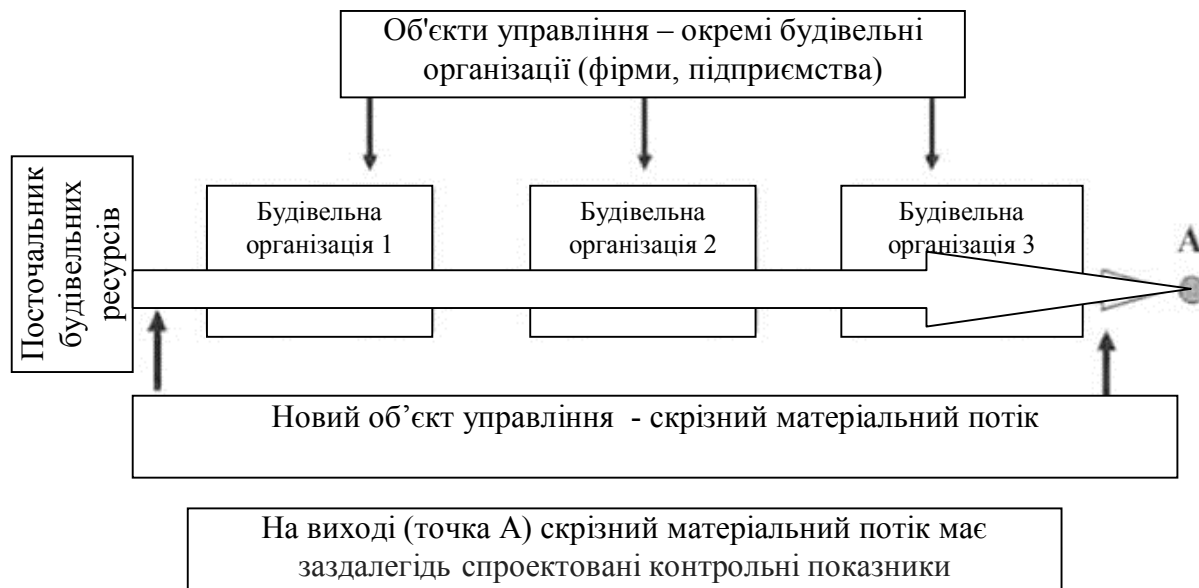 Об'єкти управління – окремі будівельні
організації (фірми, підприємства)
Посточальник
будівельних
ресурсів
Будівельна
організація 1
Будівельна
організація 2
Будівельна
організація 3
А
Новий об’єкт управління - скрізний матеріальний потік
На виході (точка А) скрізний матеріальний потік має
заздалегідь спроектовані контрольні показники